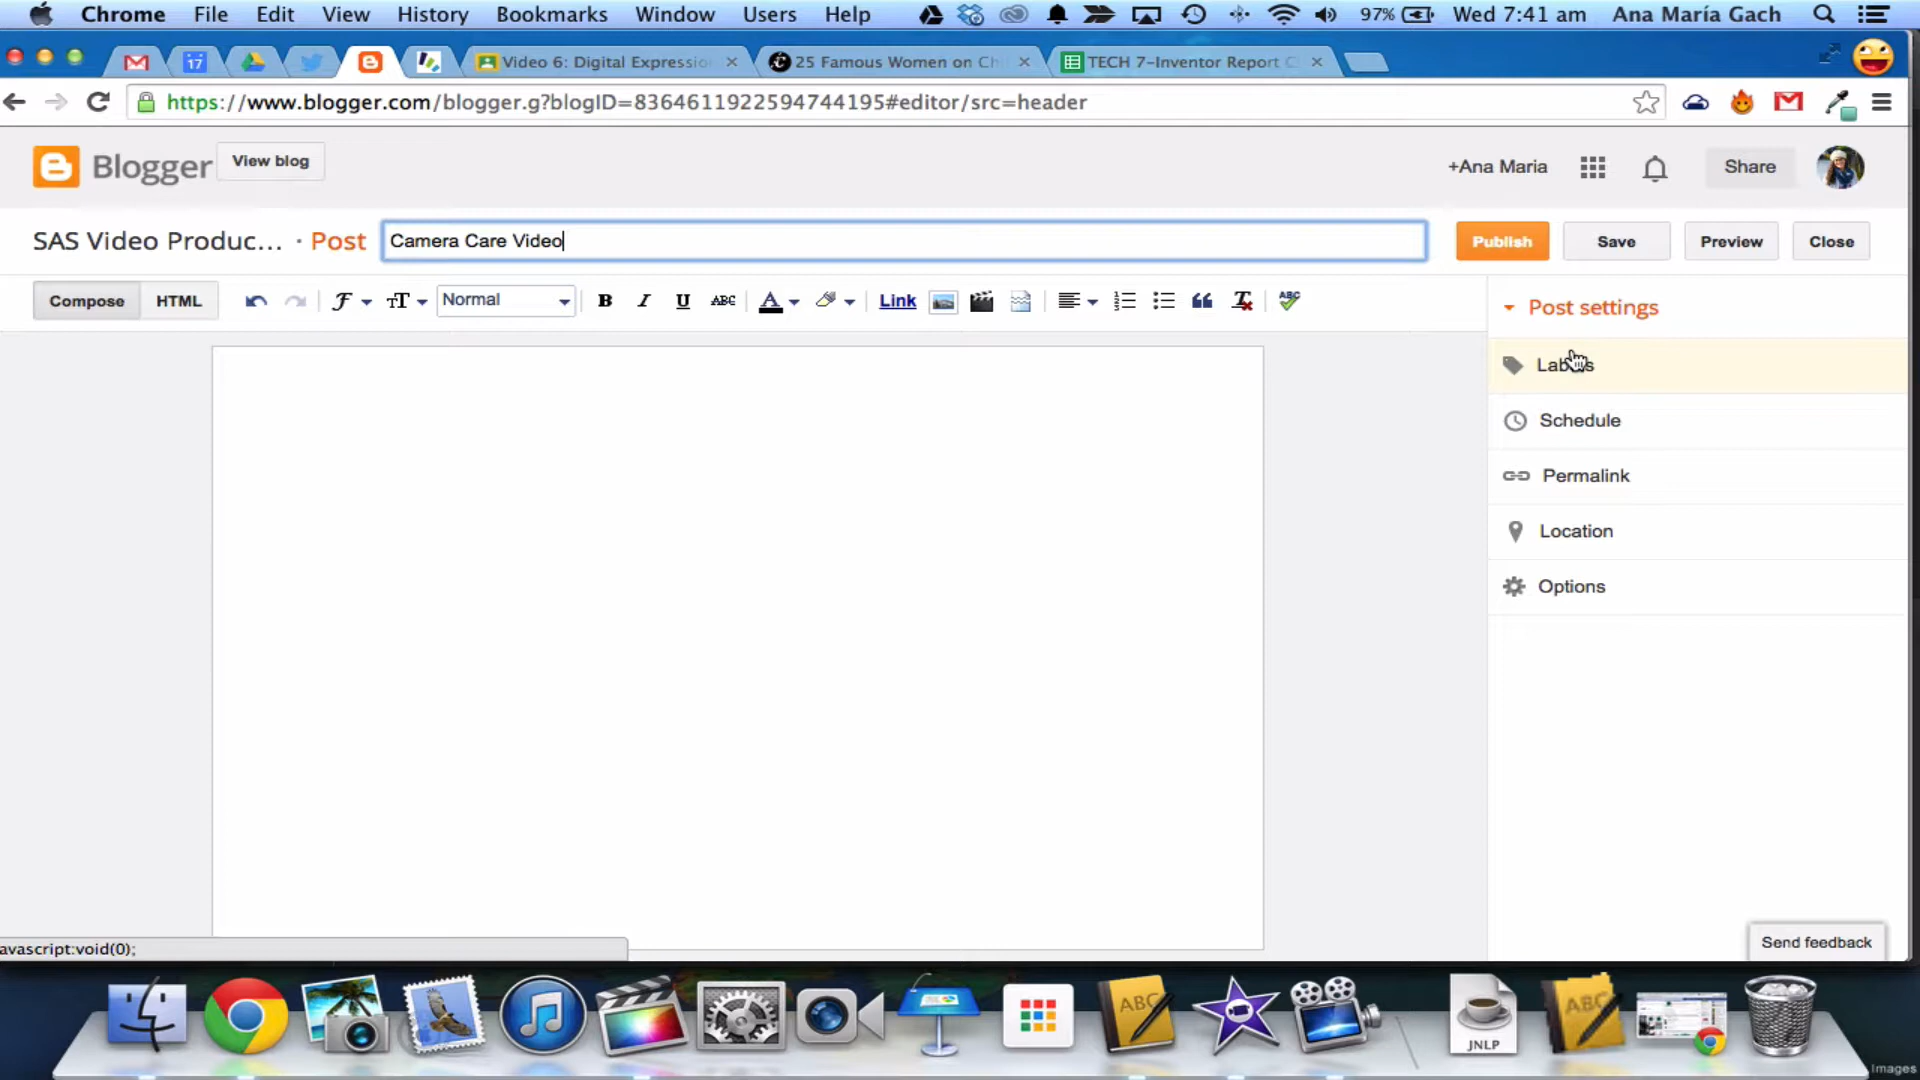 Chrome File Edit View History Bookmarks Window Users Help 97% Wed 7:41 am Ana María Gach
17 Video 6: Digital Expressio 25 Famous Women on Ch TECH 7-Inventor Report C
https://www.blogger.com/blogger.g?blogID=8364611922594744195#editor/src=header
Blogger View blog +Ana Maria Share
SAS Video Produc... · Post Camera Care Video Publish Save Preview Close
Compose HTML Normal B I U ABC A Link ABC
Post settings
Labels
Schedule
Permalink
Location
Options
Send feedback
avascript:void(0);
ABC
ABC
JNLP
Images